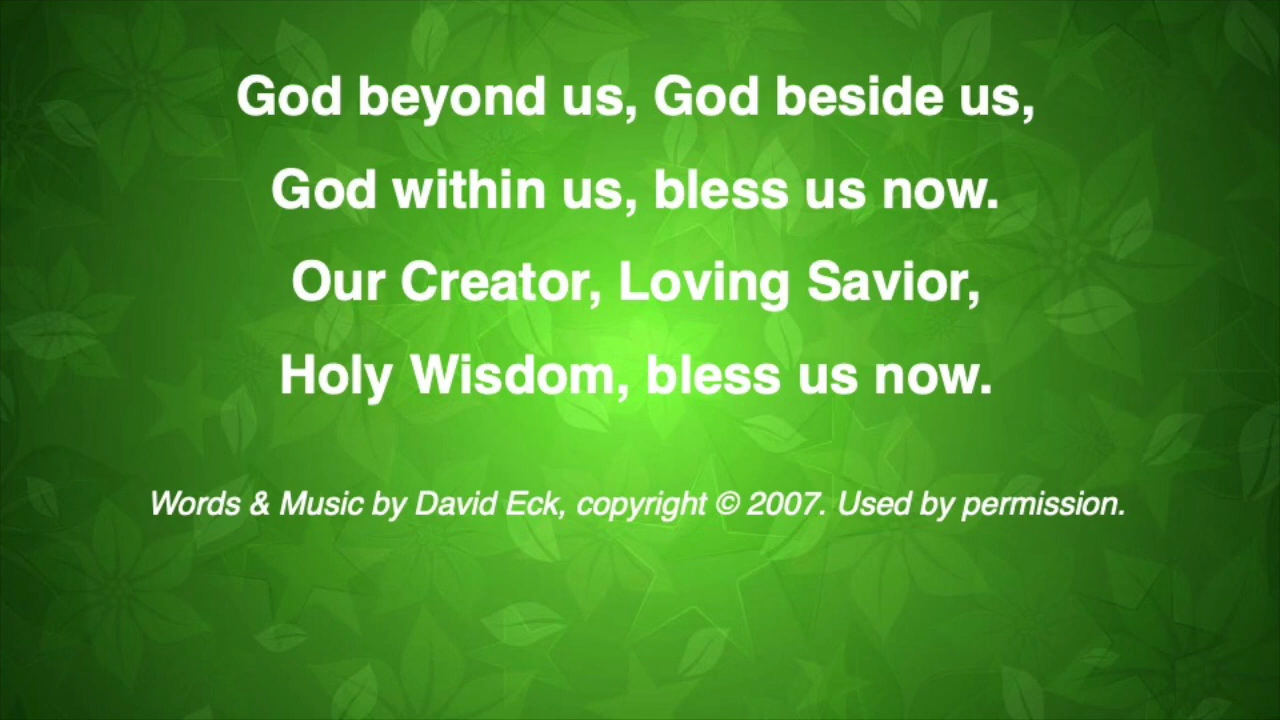 God beyond us, God beside us,
God within us, bless us now.
Our Creator, Loving Savior,
Holy Wisdom, bless us now.
Words & Music by David Eck, copyright © 2007. Used by permission.